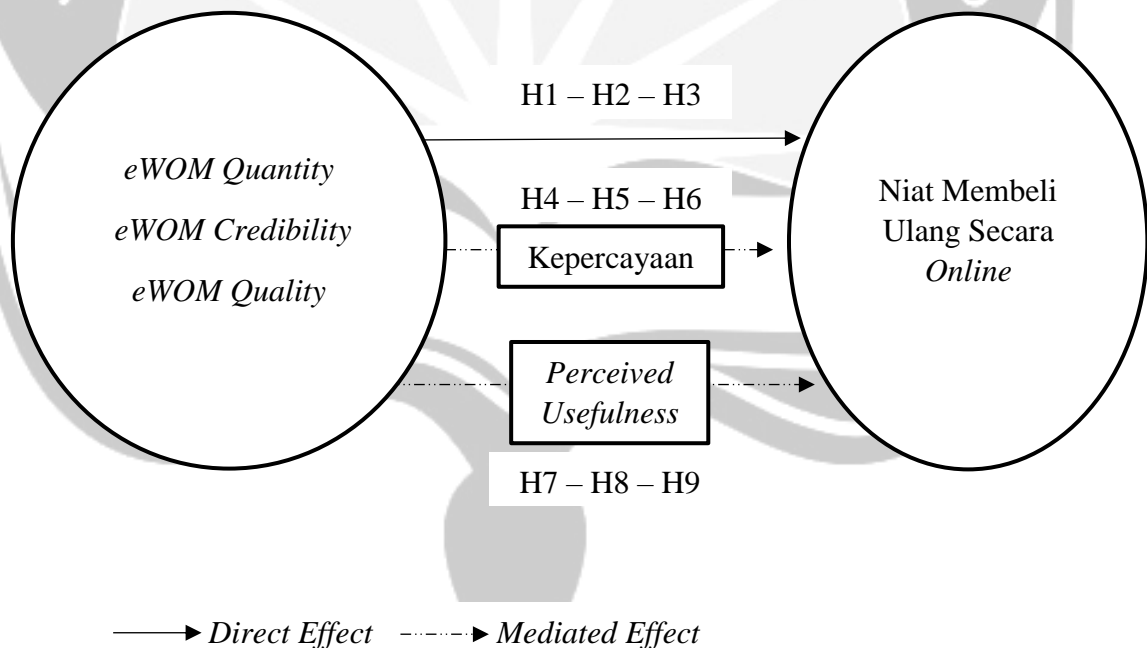 H1 – H2 – H3
eWOM Quantity
eWOM Credibility
eWOM Quality
H4 – H5 – H6
Kepercayaan
Perceived
Usefulness
H7 – H8 – H9
Niat Membeli
Ulang Secara
Online
Direct Effect
Mediated Effect